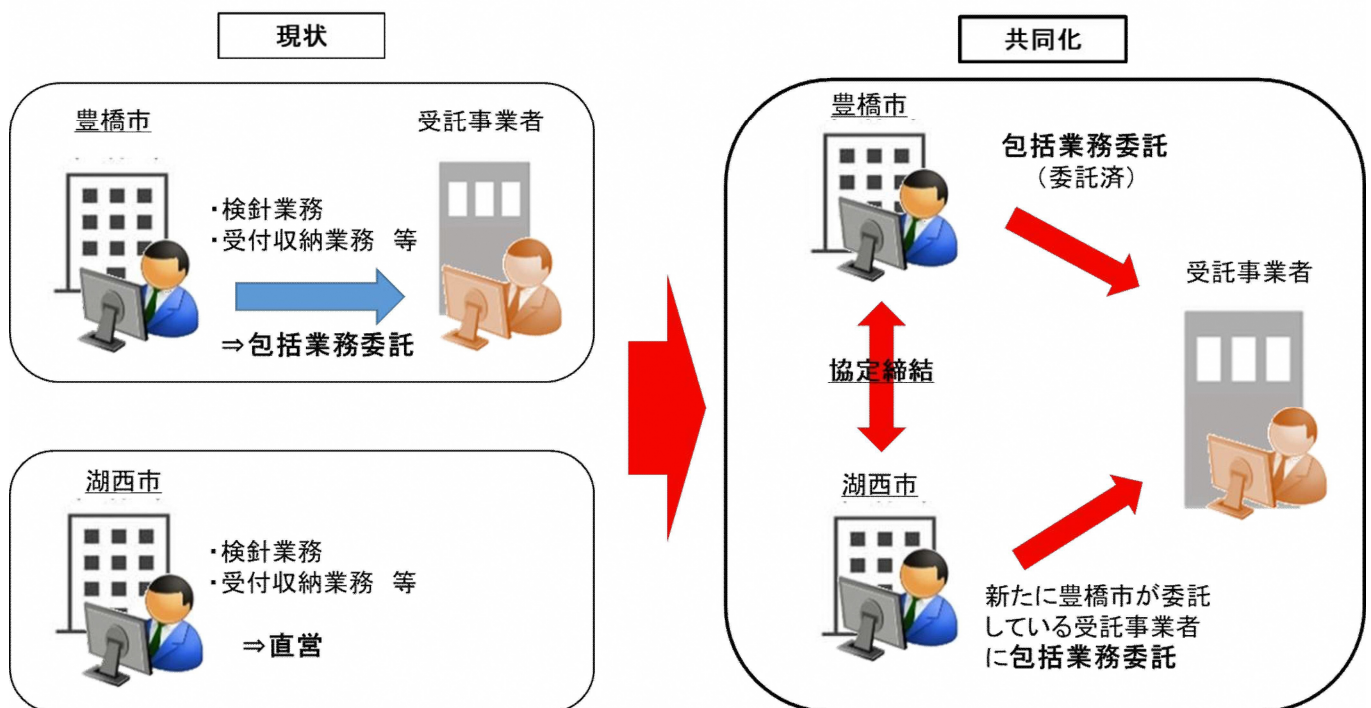 現状
豊橋市
受託事業者
・検針業務
・受付収納業務 等
⇒包括業務委託
湖西市
・検針業務
・受付収納業務 等
⇒直営
共同化
豊橋市
包括業務委託
（委託済）
受託事業者
協定締結
湖西市
新たに豊橋市が委託
している受託事業者
に包括業務委託